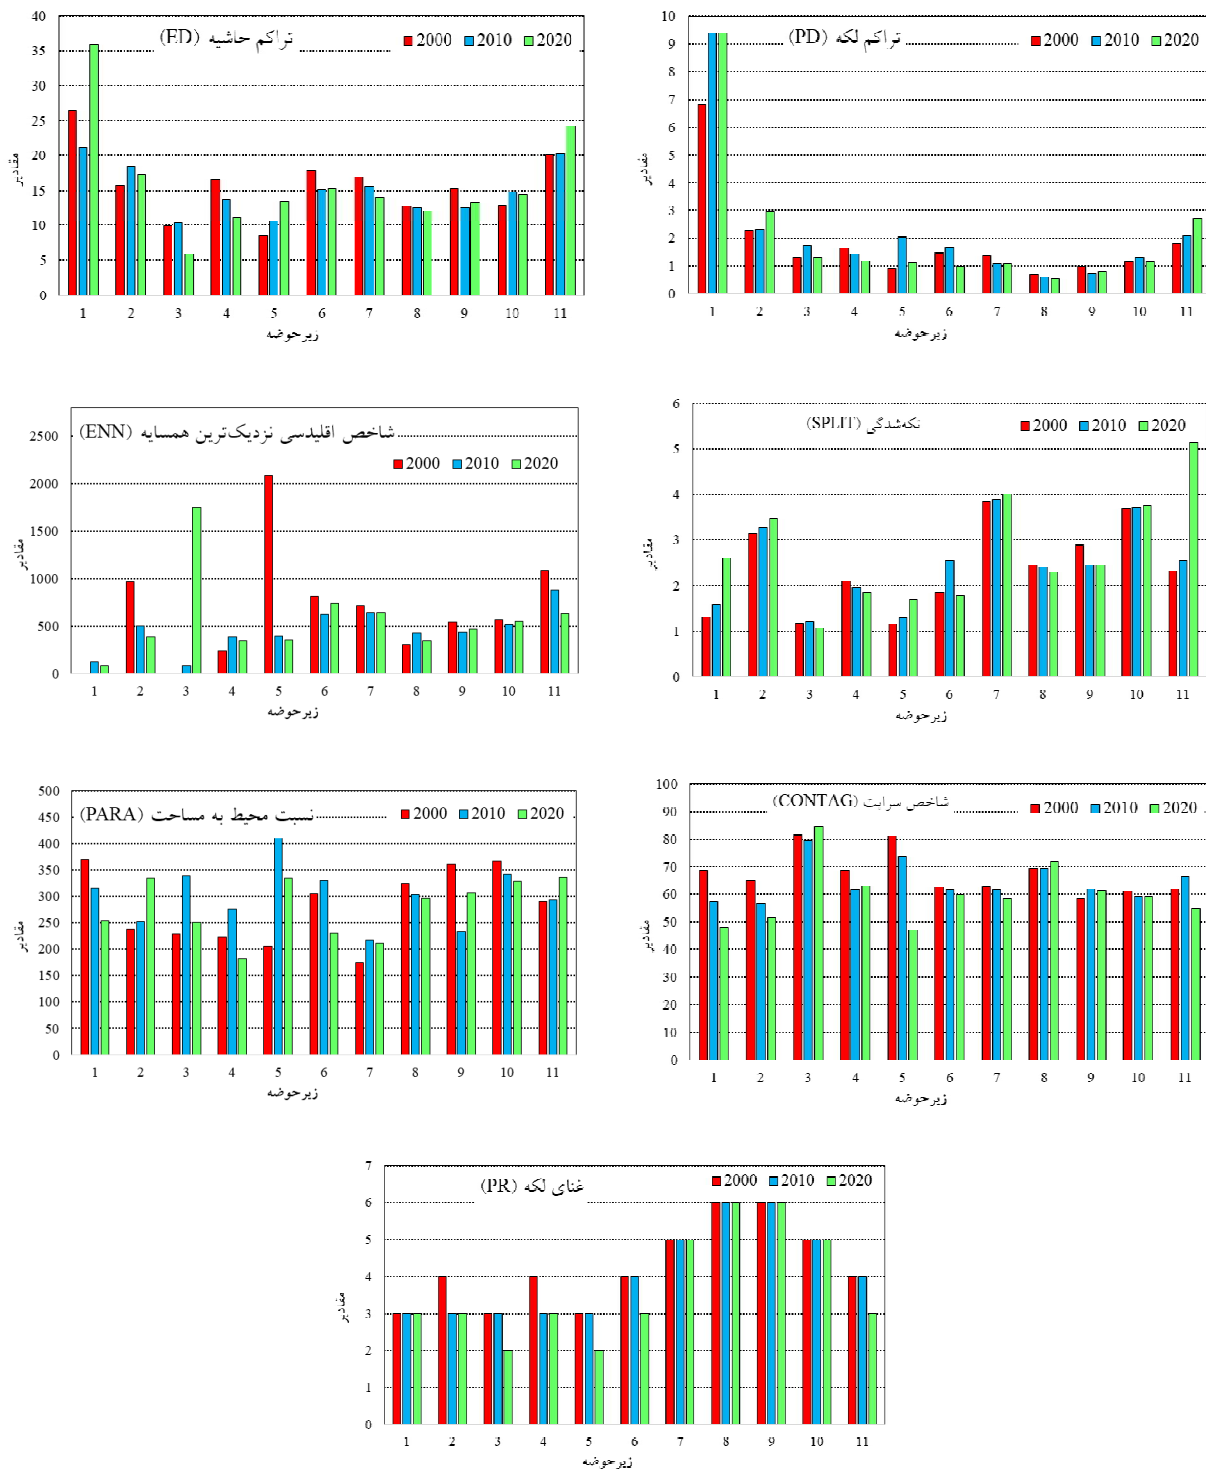 تراکم حاشیه (ED)
2000 2010 2020
40
35
30
25
20
15
10
5
0
مقادیر
1 2 3 4 5 6 7 8 9 10 11
زیرحوضه
تراکم لکه (PD)
2000 2010 2020
10
9
8
7
6
5
4
3
2
1
0
مقادیر
1 2 3 4 5 6 7 8 9 10 11
زیرحوضه
شاخص اقلیدسی نزدیک‌ترین همسایه (ENN)
2000 2010 2020
2500
2000
1500
1000
500
0
مقادیر
1 2 3 4 5 6 7 8 9 10 11
زیرحوضه
تکه‌شدگی (SPLIT)
2000 2010 2020
6
5
4
3
2
1
0
مقادیر
1 2 3 4 5 6 7 8 9 10 11
زیرحوضه
نسبت محیط به مساحت (PARA)
2000 2010 2020
500
450
400
350
300
250
200
150
100
50
0
مقادیر
1 2 3 4 5 6 7 8 9 10 11
زیرحوضه
شاخص سرایت (CONTAG)
2000 2010 2020
100
90
80
70
60
50
40
30
20
10
0
مقادیر
1 2 3 4 5 6 7 8 9 10 11
زیرحوضه
غنای لکه (PR)
2000 2010 2020
7
6
5
4
3
2
1
0
مقادیر
1 2 3 4 5 6 7 8 9 10 11
زیرحوضه